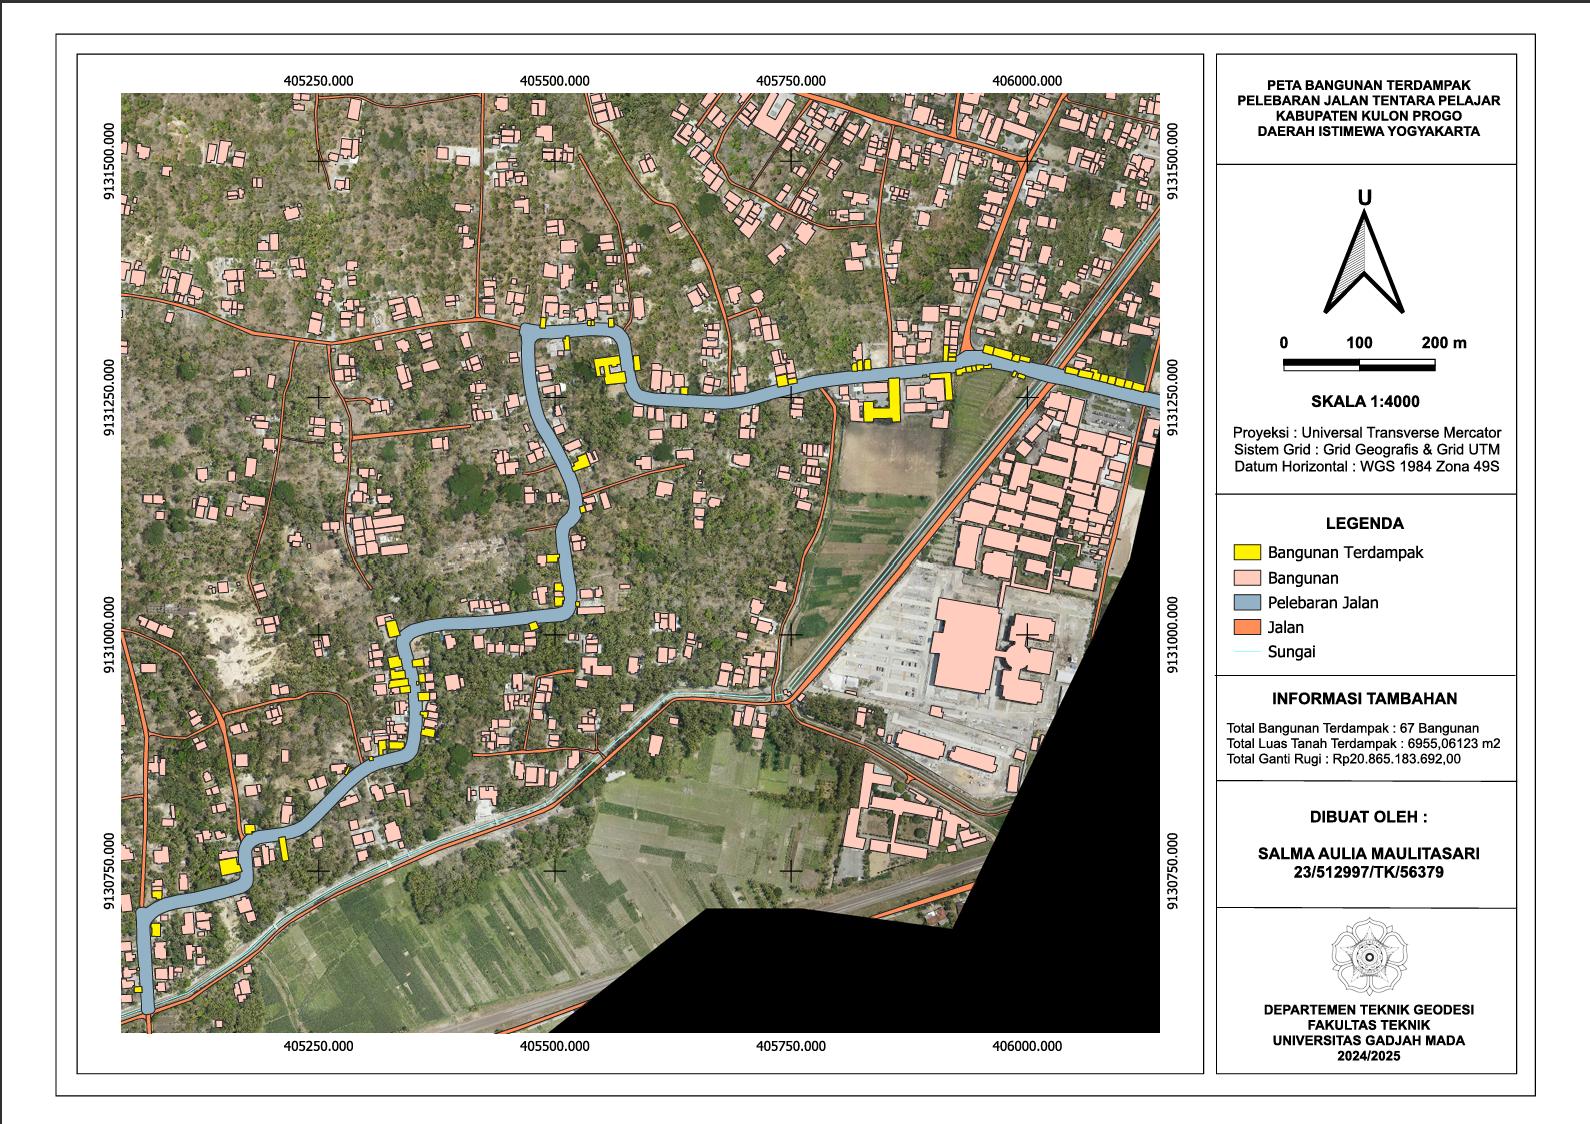 405250.000 405500.000 405750.000 406000.000
9131500.000 9131500.000
9131250.000 9131250.000
9131000.000 9131000.000
9130750.000 9130750.000
405250.000 405500.000 405750.000 406000.000
PETA BANGUNAN TERDAMPAK
PELEBARAN JALAN TENTARA PELAJAR
KABUPATEN KULON PROGO
DAERAH ISTIMEWA YOGYAKARTA
U
0 100 200 m
SKALA 1:4000
Proyeksi : Universal Transverse Mercator
Sistem Grid : Grid Geografis & Grid UTM
Datum Horizontal : WGS 1984 Zona 49S
LEGENDA
Bangunan Terdampak
Bangunan
Pelebaran Jalan
Jalan
Sungai
INFORMASI TAMBAHAN
Total Bangunan Terdampak : 67 Bangunan
Total Luas Tanah Terdampak : 6955,06123 m2
Total Ganti Rugi : Rp20.865.183.692,00
DIBUAT OLEH :
SALMA AULIA MAULITASARI
23/512997/TK/56379
DEPARTEMEN TEKNIK GEODESI
FAKULTAS TEKNIK
UNIVERSITAS GADJAH MADA
2024/2025